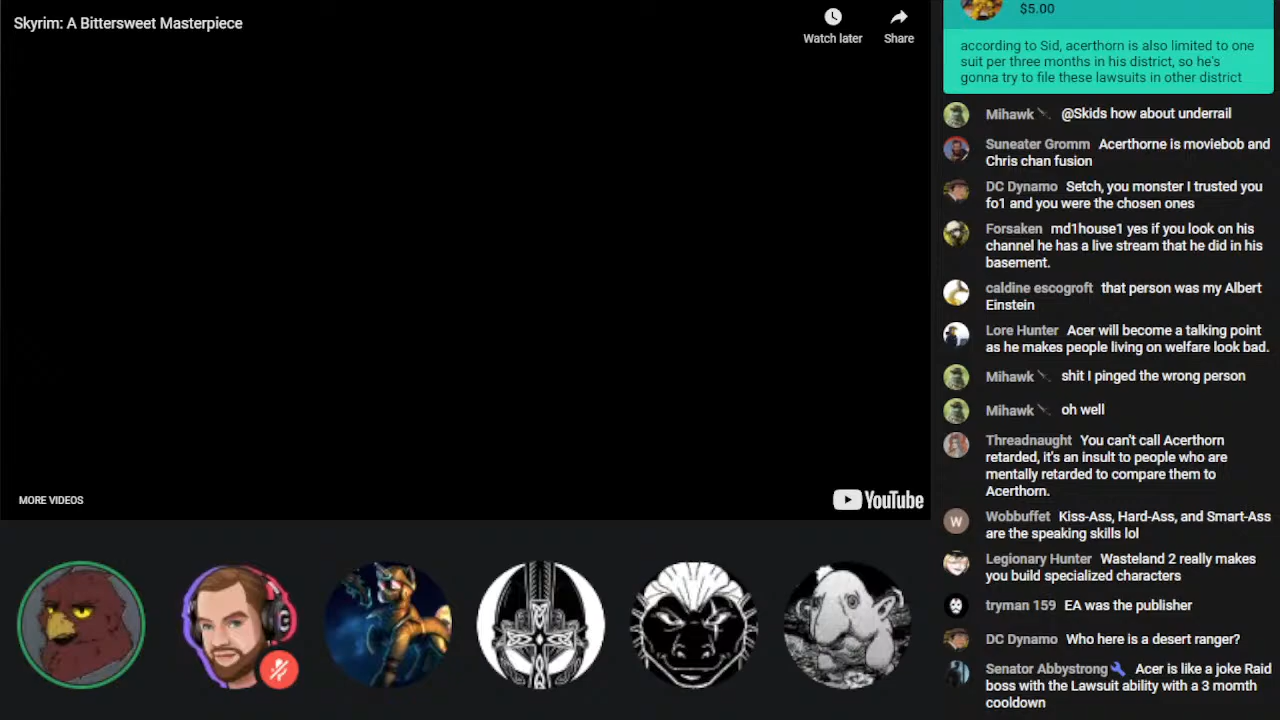 Skyrim: A Bittersweet Masterpiece
Watch later
Share
MORE VIDEOS
YouTube
$5.00
according to Sid, acerthorn is also limited to one
suit per three months in his district, so he's
gonna try to file these lawsuits in other district
Mihawk @Skids how about underrail
Suneater Gromm Acerthorne is moviebob and
Chris chan fusion
DC Dynamo Setch, you monster I trusted you
fo1 and you were the chosen ones
Forsaken md1house1 yes if you look on his
channel he has a live stream that he did in his
basement.
caldine escogroft that person was my Albert
Einstein
Lore Hunter Acer will become a talking point
as he makes people living on welfare look bad.
Mihawk shit I pinged the wrong person
Mihawk oh well
Threadnaught You can't call Acerthorn
retarded, it's an insult to people who are
mentally retarded to compare them to
Acerthorn.
W
Wobbuffet Kiss-Ass, Hard-Ass, and Smart-Ass
are the speaking skills lol
Legionary Hunter Wasteland 2 really makes
you build specialized characters
tryman 159 EA was the publisher
DC Dynamo Who here is a desert ranger?
Senator Abbystrong Acer is like a joke Raid
boss with the Lawsuit ability with a 3 momth
cooldown